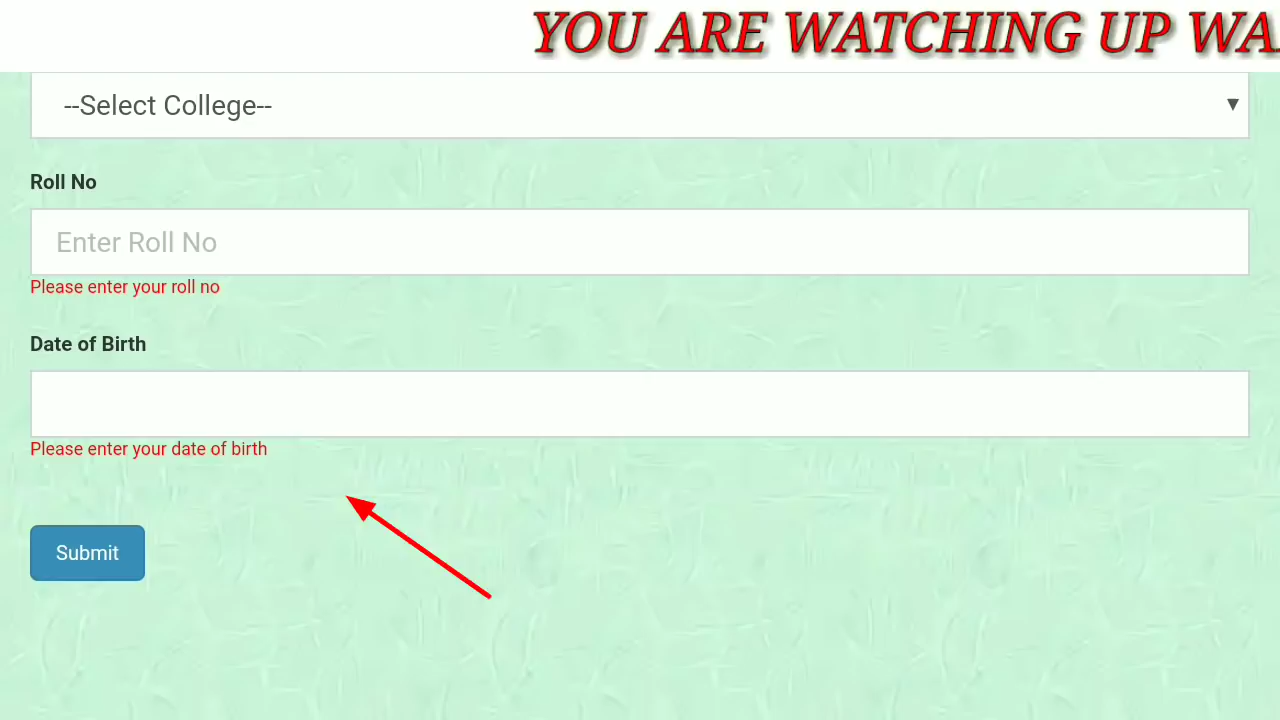 YOU ARE WATCHING UP
--Select College--
Roll No
Enter Roll No
Please enter your roll no
Date of Birth
Please enter your date of birth
Submit